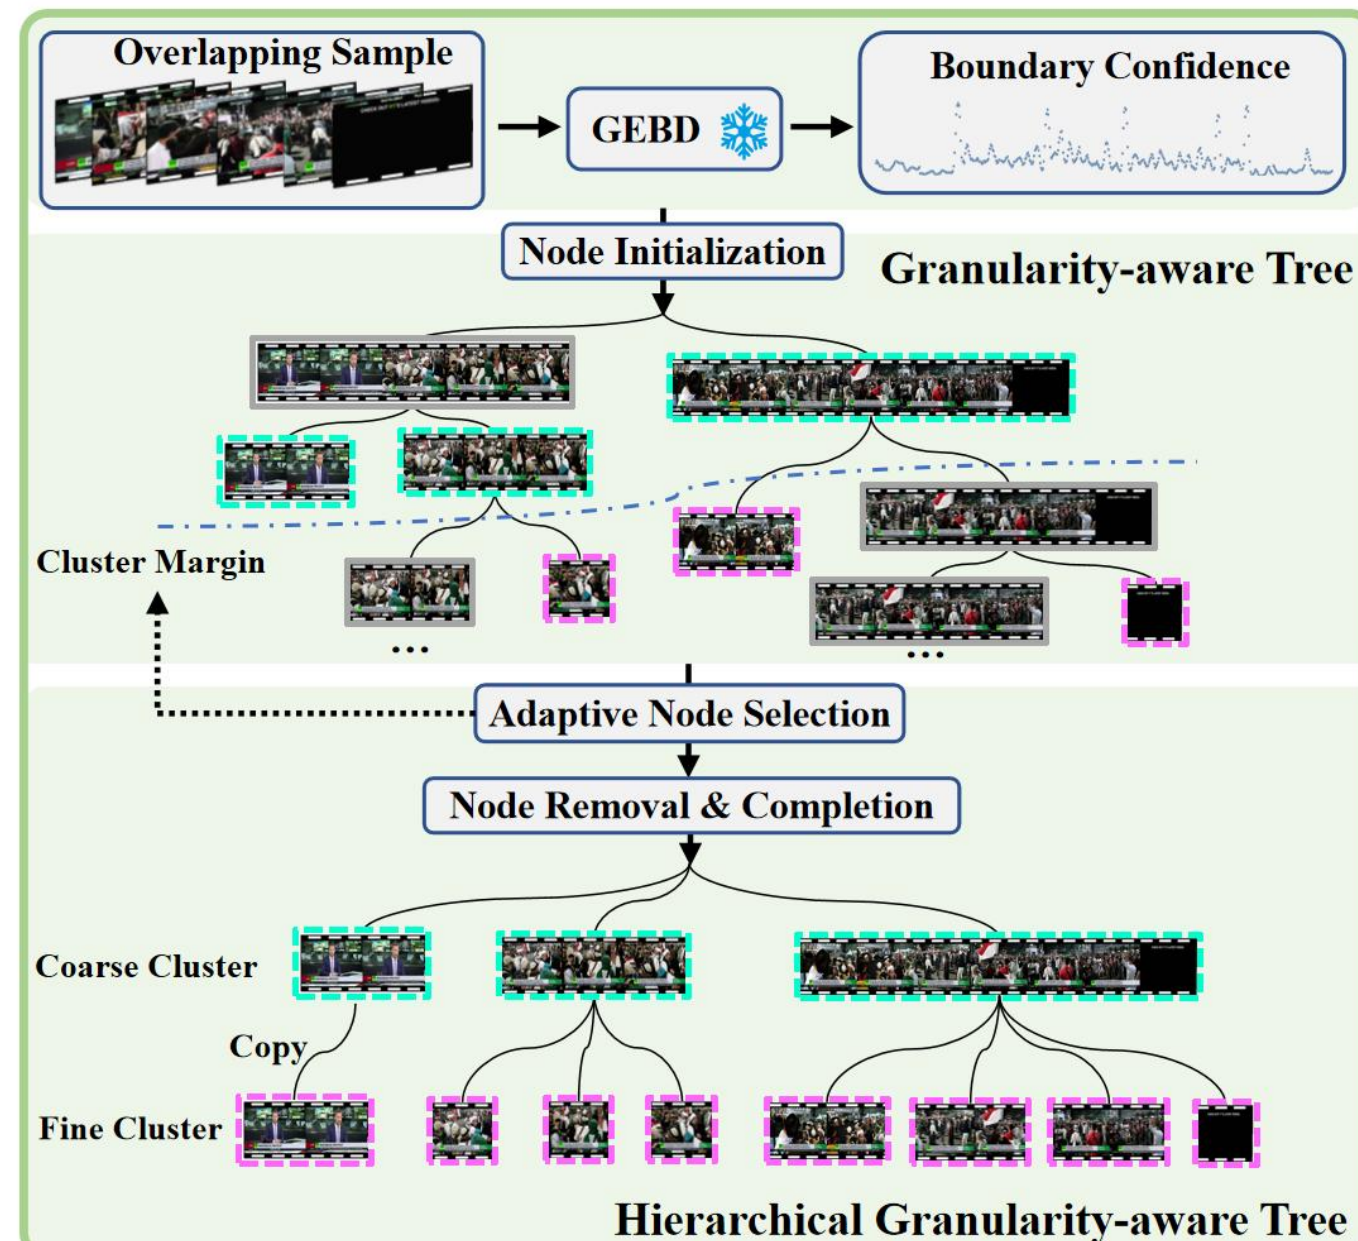 Overlapping Sample
GEBD
Boundary Confidence
Node Initialization
Granularity-aware Tree
Cluster Margin
...
...
Adaptive Node Selection
Node Removal & Completion
Coarse Cluster
Copy
Fine Cluster
Hierarchical Granularity-aware Tree